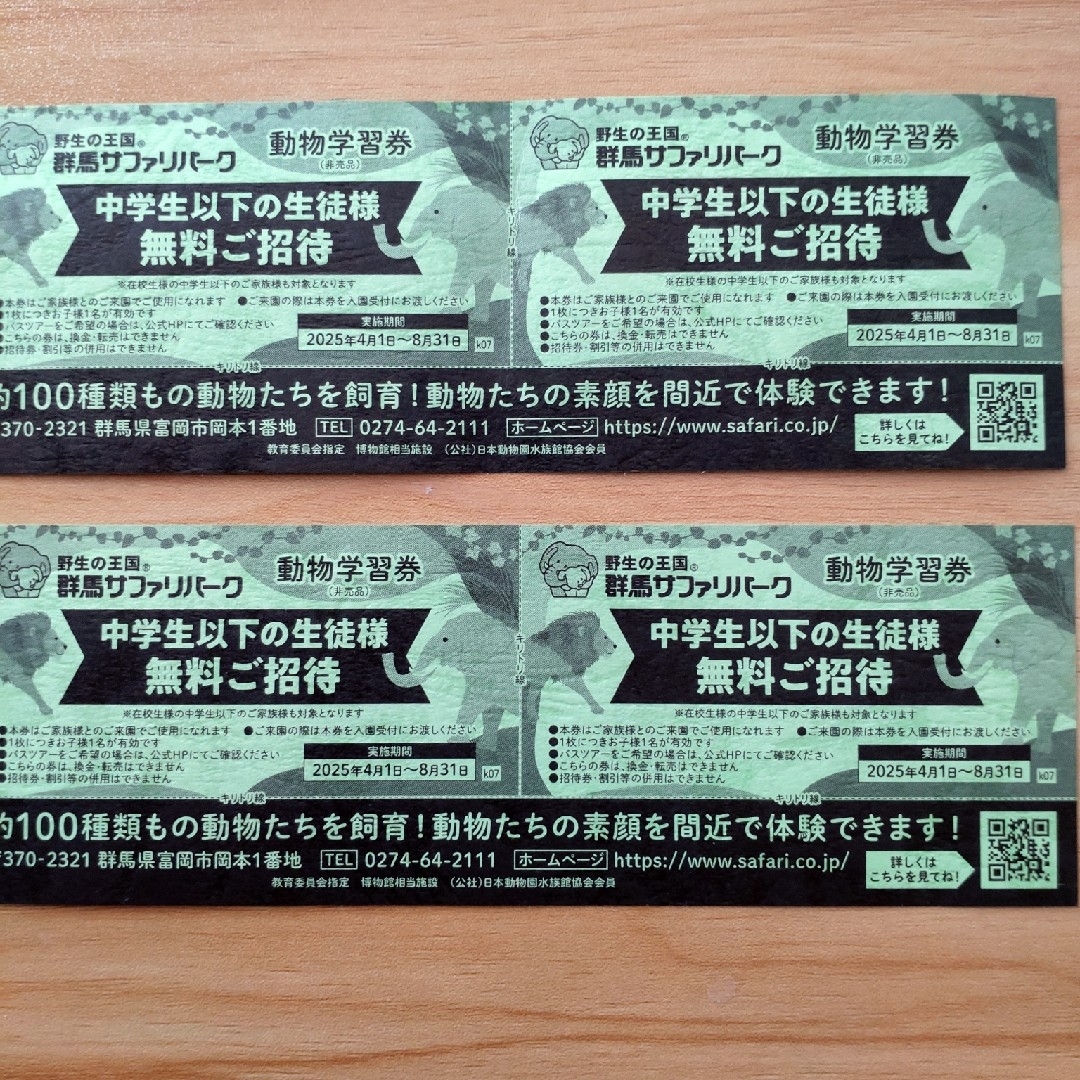 野生の王国®
群馬サファリパーク
動物学習券
(非売品)
中学生以下の生徒様
無料ご招待
※在校生様の中学生以下のご家族様も対象となります
●本券はご家族様とのご来園でご使用になれます ●ご来園の際は本券を入園受付にお渡しください
●1枚につきお子様1名が有効です
●バスツアーをご希望の場合は、公式HPにてご確認ください
●こちらの券は、換金・転売はできません
●招待券・割引等の併用はできません
実施期間
2025年4月1日〜8月31日
k07
キリトリ線
野生の王国®
群馬サファリパーク
動物学習券
(非売品)
中学生以下の生徒様
無料ご招待
※在校生様の中学生以下のご家族様も対象となります
●本券はご家族様とのご来園でご使用になれます ●ご来園の際は本券を入園受付にお渡しください
●1枚につきお子様1名が有効です
●バスツアーをご希望の場合は、公式HPにてご確認ください
●こちらの券は、換金・転売はできません
●招待券・割引等の併用はできません
実施期間
2025年4月1日〜8月31日
k07
キリトリ線
キリトリ線
約100種類もの動物たちを飼育!動物たちの素顔を間近で体験できます!
〒370-2321 群馬県富岡市岡本1番地 TEL 0274-64-2111 ホームページ https://www.safari.co.jp/
教育委員会指定 博物館相当施設 (公社)日本動物園水族館協会会員
詳しくは
こちらを見てね!
野生の王国®
群馬サファリパーク
動物学習券
(非売品)
中学生以下の生徒様
無料ご招待
※在校生様の中学生以下のご家族様も対象となります
●本券はご家族様とのご来園でご使用になれます ●ご来園の際は本券を入園受付にお渡しください
●1枚につきお子様1名が有効です
●バスツアーをご希望の場合は、公式HPにてご確認ください
●こちらの券は、換金・転売はできません
●招待券・割引等の併用はできません
実施期間
2025年4月1日〜8月31日
k07
キリトリ線
野生の王国®
群馬サファリパーク
動物学習券
(非売品)
中学生以下の生徒様
無料ご招待
※在校生様の中学生以下のご家族様も対象となります
●本券はご家族様とのご来園でご使用になれます ●ご来園の際は本券を入園受付にお渡しください
●1枚につきお子様1名が有効です
●バスツアーをご希望の場合は、公式HPにてご確認ください
●こちらの券は、換金・転売はできません
●招待券・割引等の併用はできません
実施期間
2025年4月1日〜8月31日
k07
キリトリ線
キリトリ線
約100種類もの動物たちを飼育!動物たちの素顔を間近で体験できます!
〒370-2321 群馬県富岡市岡本1番地 TEL 0274-64-2111 ホームページ https://www.safari.co.jp/
教育委員会指定 博物館相当施設 (公社)日本動物園水族館協会会員
詳しくは
こちらを見てね!